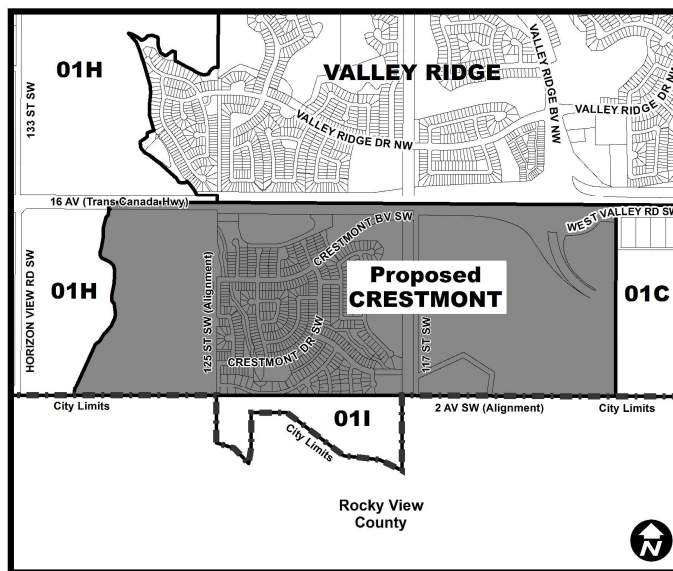 01H
VALLEY RIDGE
133 ST SW
VALLEY RIDGE DR NW
VALLEY RIDGE BV NW
VALLEY RIDGE DR N
16 AV (Trans Canada Hwy)
WEST VALLEY RD SW
CRESTMONT BV SW
HORIZON VIEW RD SW
01H
125 ST SW (Alignment)
Proposed
CRESTMONT
01C
CRESTMONT DR SW
117 ST SW
City Limits
01I
2 AV SW (Alignment)
City Limits
City Limits
Rocky View
County
N